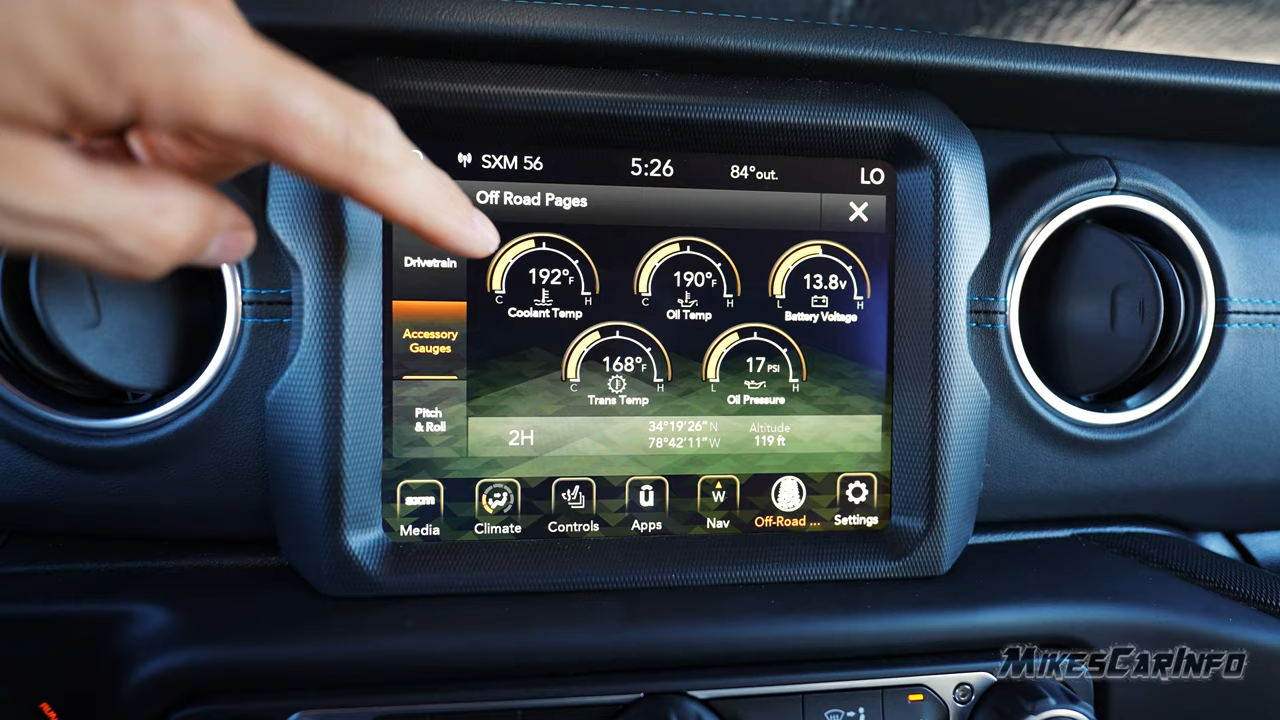 SXM 56 5:26 84°out. LO
Off Road Pages X
Drivetrain
Accessory
Gauges
Pitch
& Roll
192°F
C H
Coolant Temp
190°F
C H
Oil Temp
13.8v
L H
Battery Voltage
168°F
C H
Trans Temp
17 PSI
L H
Oil Pressure
2H
34°19'26"N
78°42'11"W
Altitude
119 ft
sxm
Media
Climate
Controls
Apps
W
Nav
Off-Road ...
Settings
MikesCarInfo